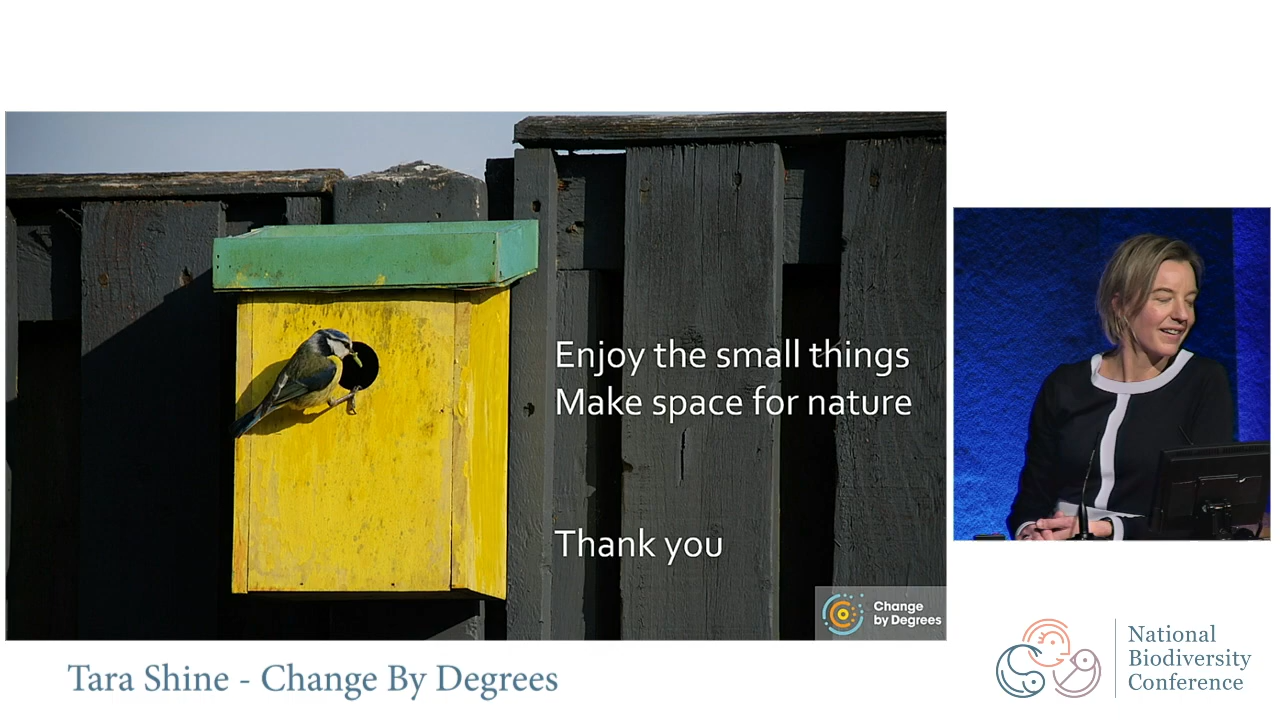 Enjoy the small things
Make space for nature
Thank you
Change
by Degrees
Tara Shine - Change By Degrees
National
Biodiversity
Conference